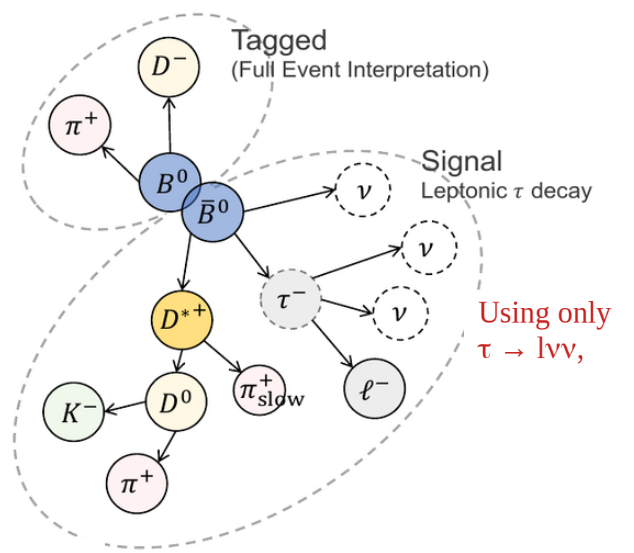 Tagged
(Full Event Interpretation)
D⁻
π⁺
B⁰
B̄⁰
Signal
Leptonic τ decay
ν
ν
τ⁻
ν
D*⁺
Using only
τ → lνν,
π⁺slow
ℓ⁻
K⁻
D⁰
π⁺